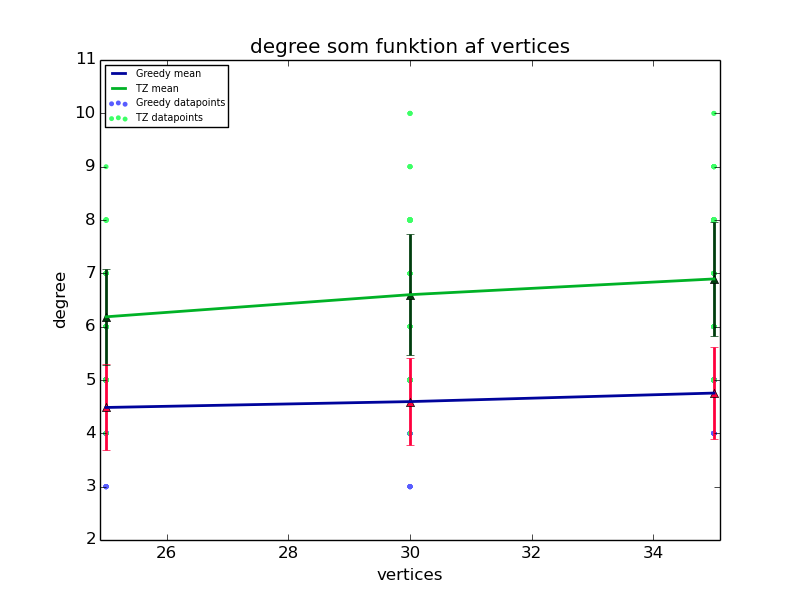 degree som funktion af vertices
Greedy mean
TZ mean
Greedy datapoints
TZ datapoints
11
10
9
8
7
6
5
4
3
2
degree
26 28 30 32 34
vertices